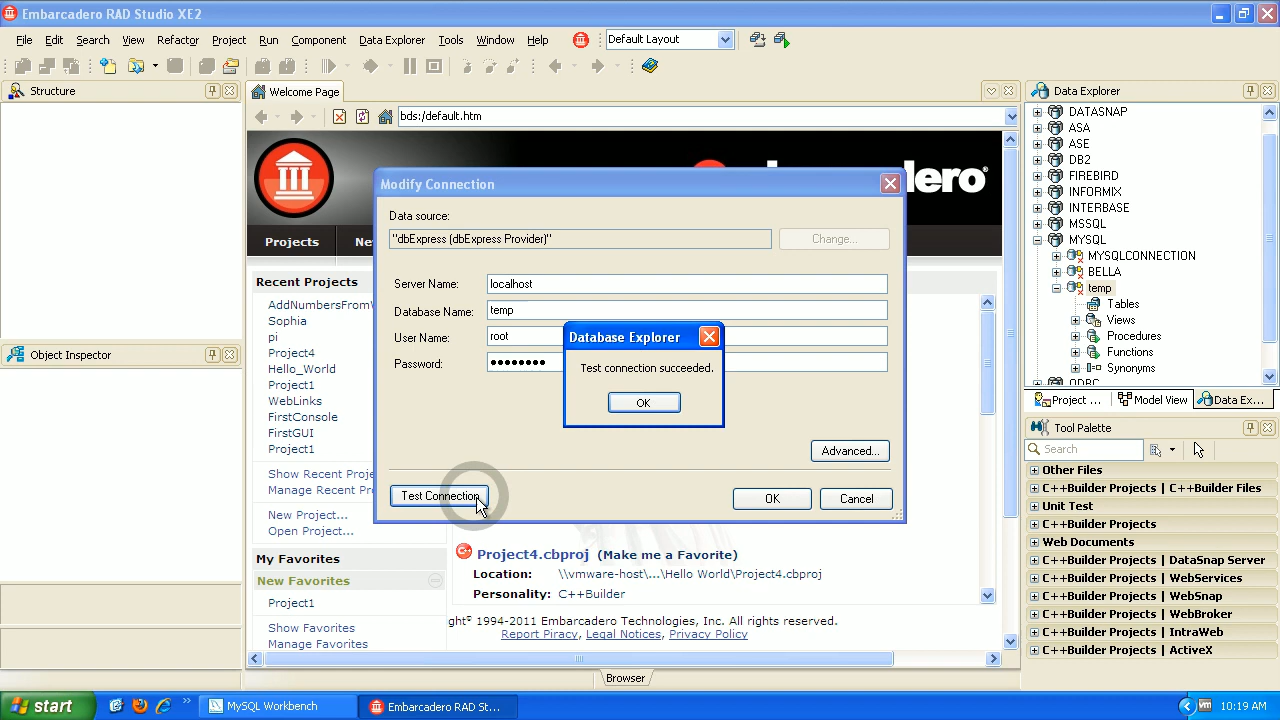 Embarcadero RAD Studio XE2
File Edit Search View Refactor Project Run Component Data Explorer Tools Window Help
Default Layout
Structure
Welcome Page
bds:/default.htm
Projects
Recent Projects
AddNumbersFromW
Sophia
pi
Project4
Hello_World
Project1
WebLinks
FirstConsole
FirstGUI
Project1
Show Recent Proje
Manage Recent Pr
New Project...
Open Project...
My Favorites
New Favorites
Project1
Show Favorites
Manage Favorites
Object Inspector
Modify Connection
Data source:
"dbExpress (dbExpress Provider)"
Change...
Server Name: localhost
Database Name: temp
User Name: root
Password: ●●●●●●●●
Advanced...
Test Connection
OK
Cancel
Database Explorer
Test connection succeeded.
OK
Project4.cbproj (Make me a Favorite)
Location: \\vmware-host\...\Hello World\Project4.cbproj
Personality: C++Builder
ght© 1994-2011 Embarcadero Technologies, Inc. All rights reserved.
Report Piracy, Legal Notices, Privacy Policy
Browser
Data Explorer
DATASNAP
ASA
ASE
DB2
FIREBIRD
INFORMIX
INTERBASE
MSSQL
MYSQL
MYSQLCONNECTION
BELLA
temp
Tables
Views
Procedures
Functions
Synonyms
ODBC
Project ...
Model View
Data Ex...
Tool Palette
Search
Other Files
C++Builder Projects | C++Builder Files
Unit Test
C++Builder Projects
Web Documents
C++Builder Projects | DataSnap Server
C++Builder Projects | WebServices
C++Builder Projects | WebSnap
C++Builder Projects | WebBroker
C++Builder Projects | IntraWeb
C++Builder Projects | ActiveX
start
MySQL Workbench
Embarcadero RAD St...
10:19 AM